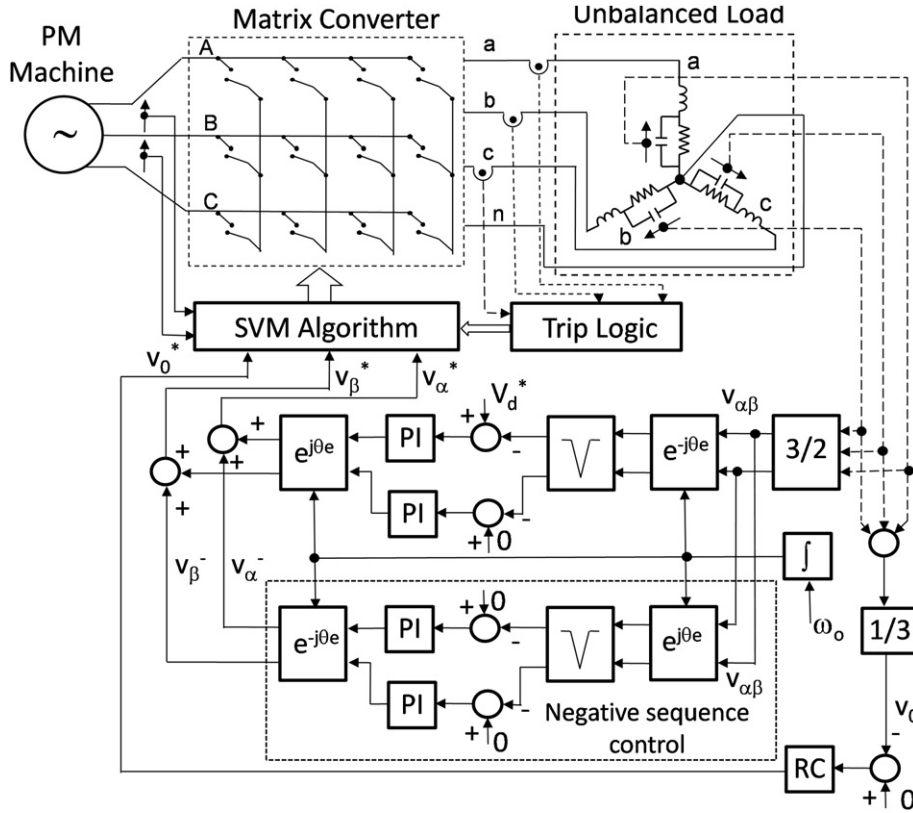 Matrix Converter
Unbalanced Load
PM
Machine
A
a
a
~
B
b
c
C
n
b
c
SVM Algorithm
Trip Logic
v₀*
vβ*
vα*
V_d*
vαβ
+
+
+
+
e^jθe
PI
+
-
e^-jθe
3/2
PI
-
+
0
vβ⁻
vα⁻
∫
ωₒ
1/3
e^-jθe
PI
+
0
-
e^jθe
vαβ
PI
-
+
0
Negative sequence
control
v₀
-
RC
+
0